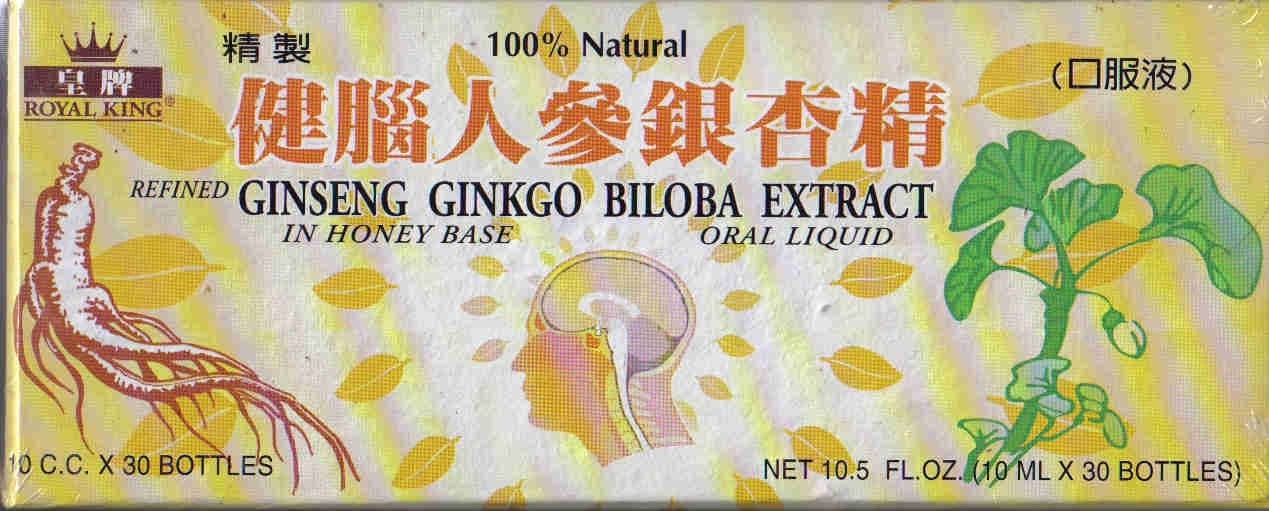 皇牌
ROYAL KING®
精製
100% Natural
(口服液)
健腦人參銀杏精
REFINED GINSENG GINKGO BILOBA EXTRACT
IN HONEY BASE
ORAL LIQUID
10 C.C. X 30 BOTTLES
NET 10.5 FL.OZ. (10 ML X 30 BOTTLES)